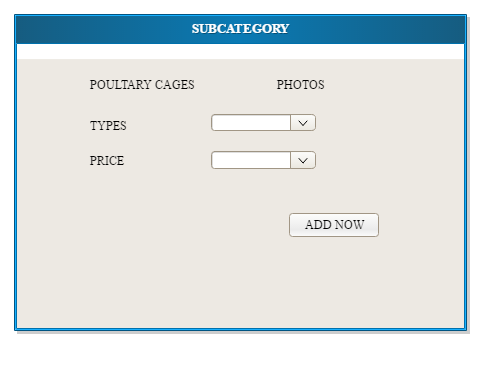 SUBCATEGORY
POULTARY CAGES PHOTOS
TYPES
PRICE
ADD NOW